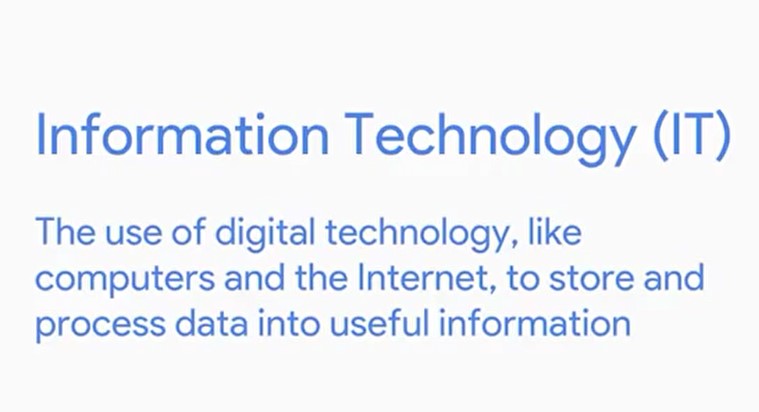 Information Technology (IT)
The use of digital technology, like
computers and the Internet, to store and
process data into useful information